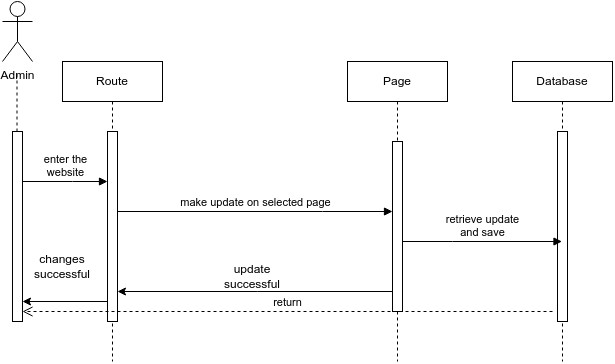 Admin
Route
Page
Database
enter the
website
make update on selected page
retrieve update
and save
changes
successful
update
successful
return